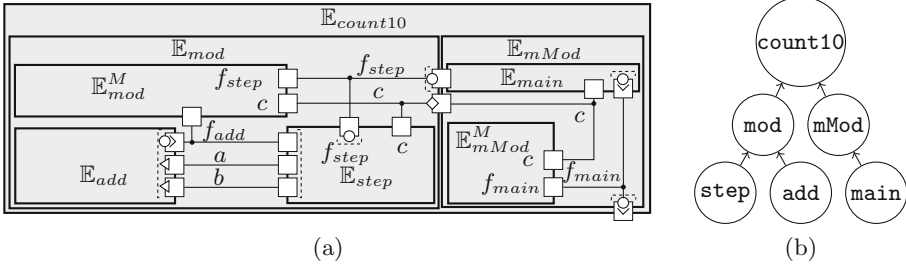 𝔼count10
𝔼mod
𝔼mMod
𝔼^M_mod
f_step
f_step
𝔼main
c
c
c
f_add
f_step
c
𝔼^M_mMod
c
𝔼add
a
𝔼step
f_main
f_main
b
(a)
count10
mod
mMod
step
add
main
(b)